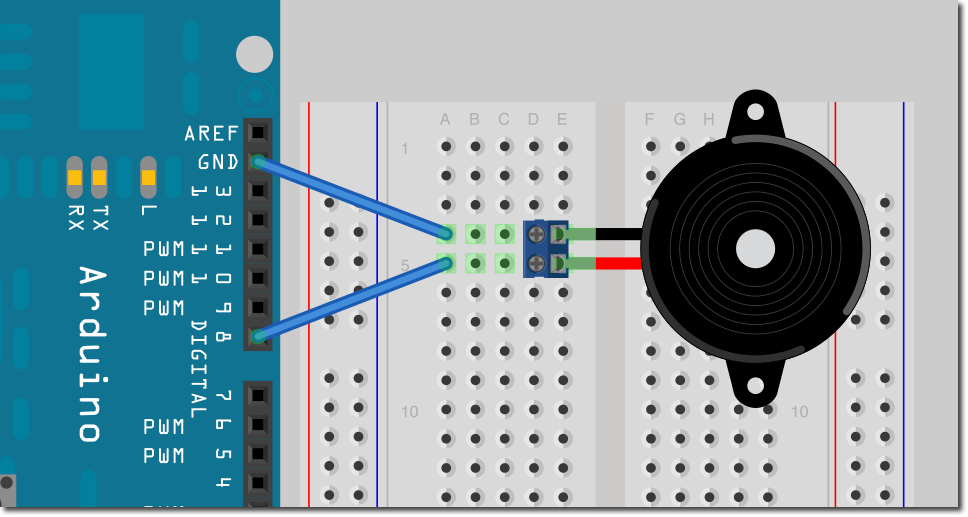 AREF
GND
13
12
PWM 11
PWM 10
PWM 9
8
7
PWM 6
PWM 5
4
RX
TX
L
Arduino
DIGITAL
A B C D E
F G H
1
5
10
10